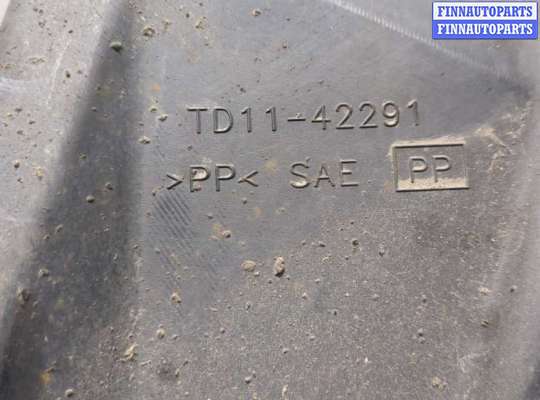 FINNAUTOPARTS
FINNAUTOPARTS
TD11-42291
>PP< SAE PP